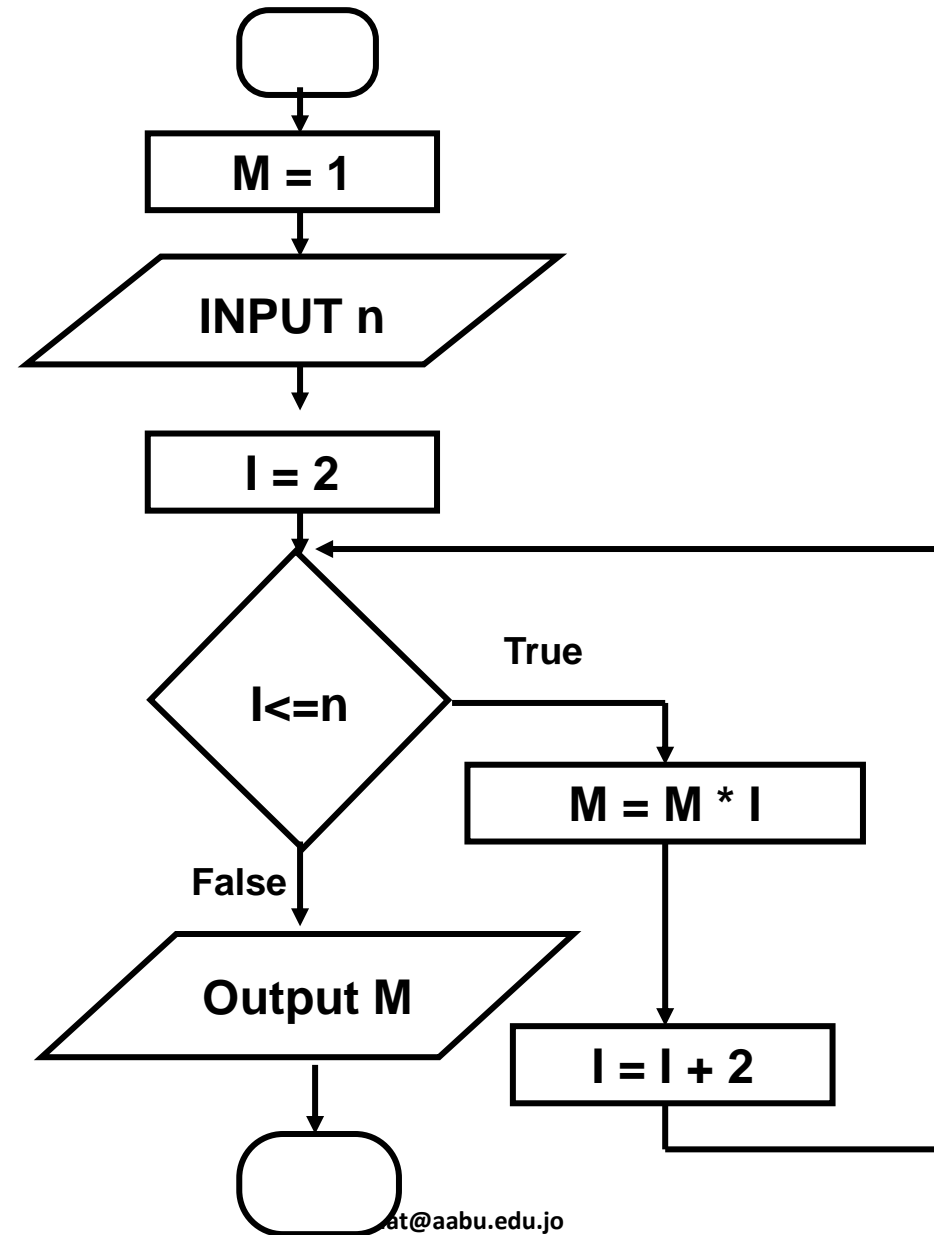 M = 1
INPUT n
I = 2
I<=n
True
M = M * I
False
Output M
I = I + 2
at@aabu.edu.jo